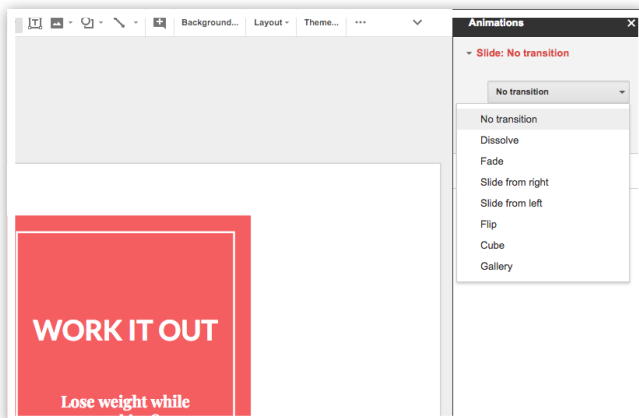 Background... Layout Theme...
Animations
Slide: No transition
No transition
No transition
Dissolve
Fade
Slide from right
Slide from left
Flip
Cube
Gallery
WORK IT OUT
Lose weight while